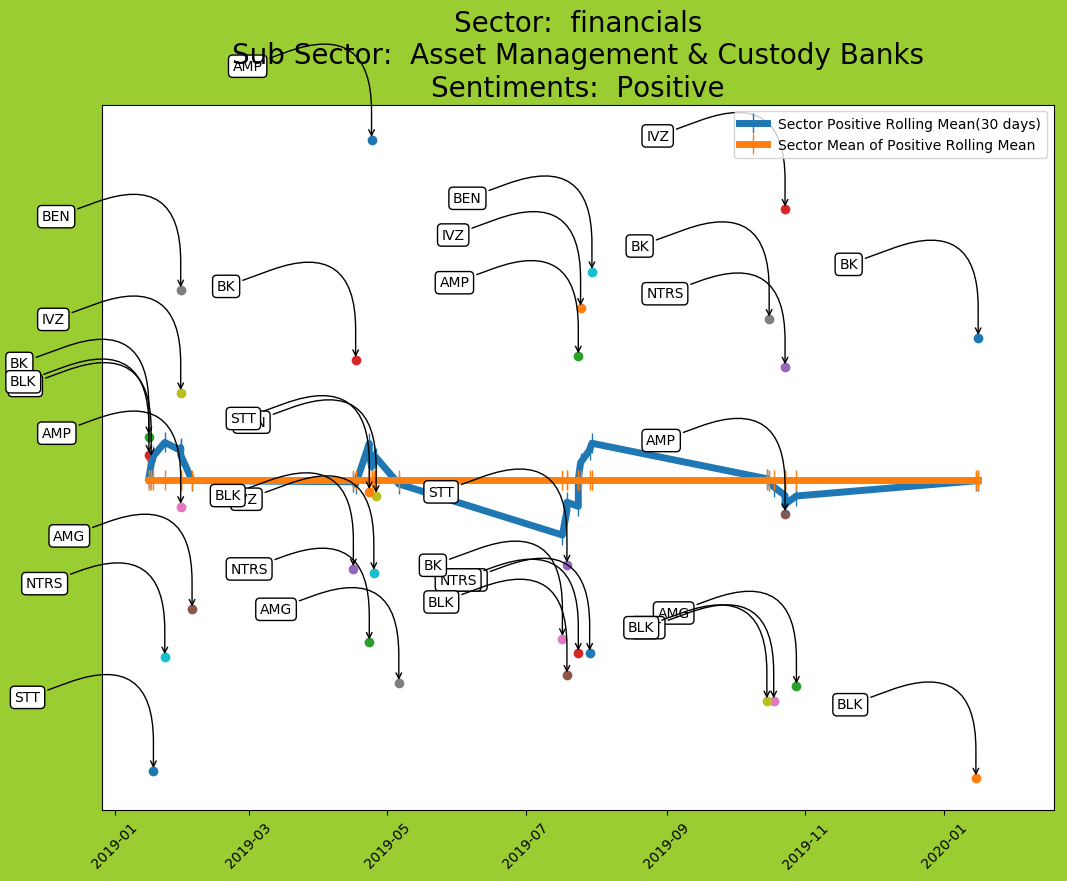 Sector:  financials
Sub Sector:  Asset Management & Custody Banks
Sentiments:  Positive
AMP
Sector Positive Rolling Mean(30 days)
Sector Mean of Positive Rolling Mean
IVZ
BEN
BEN
IVZ
BK
BK
AMP
BK
NTRS
IVZ
BK
BLK
STT
AMP
AMP
STT
BLK
AMG
BK
NTRS
NTRS
NTRS
BLK
AMG
AMG
BLK
STT
BLK
2019-01
2019-03
2019-05
2019-07
2019-09
2019-11
2020-01